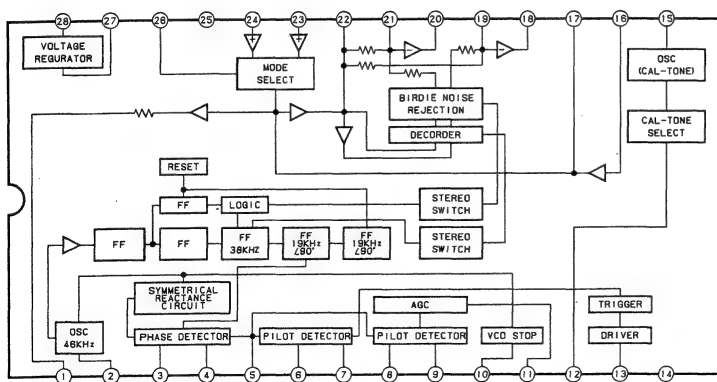 28 27 26 25 24 23 22 21 20 19 18 17 16 15
VOLTAGE
REGURATOR
MODE
SELECT
OSC
(CAL-TONE)
BIRDIE NOISE
REJECTION
DECORDER
CAL-TONE
SELECT
RESET
FF
LOGIC
STEREO
SWITCH
FF
FF
FF
38KHZ
FF
19KHz
∠90°
FF
19KHz
∠90°
STEREO
SWITCH
SYMMETRICAL
REACTANCE
CIRCUIT
AGC
TRIGGER
OSC
46KHz
PHASE DETECTOR
PILOT DETECTOR
PILOT DETECTOR
VCO STOP
DRIVER
1 2 3 4 5 6 7 8 9 10 11 12 13 14